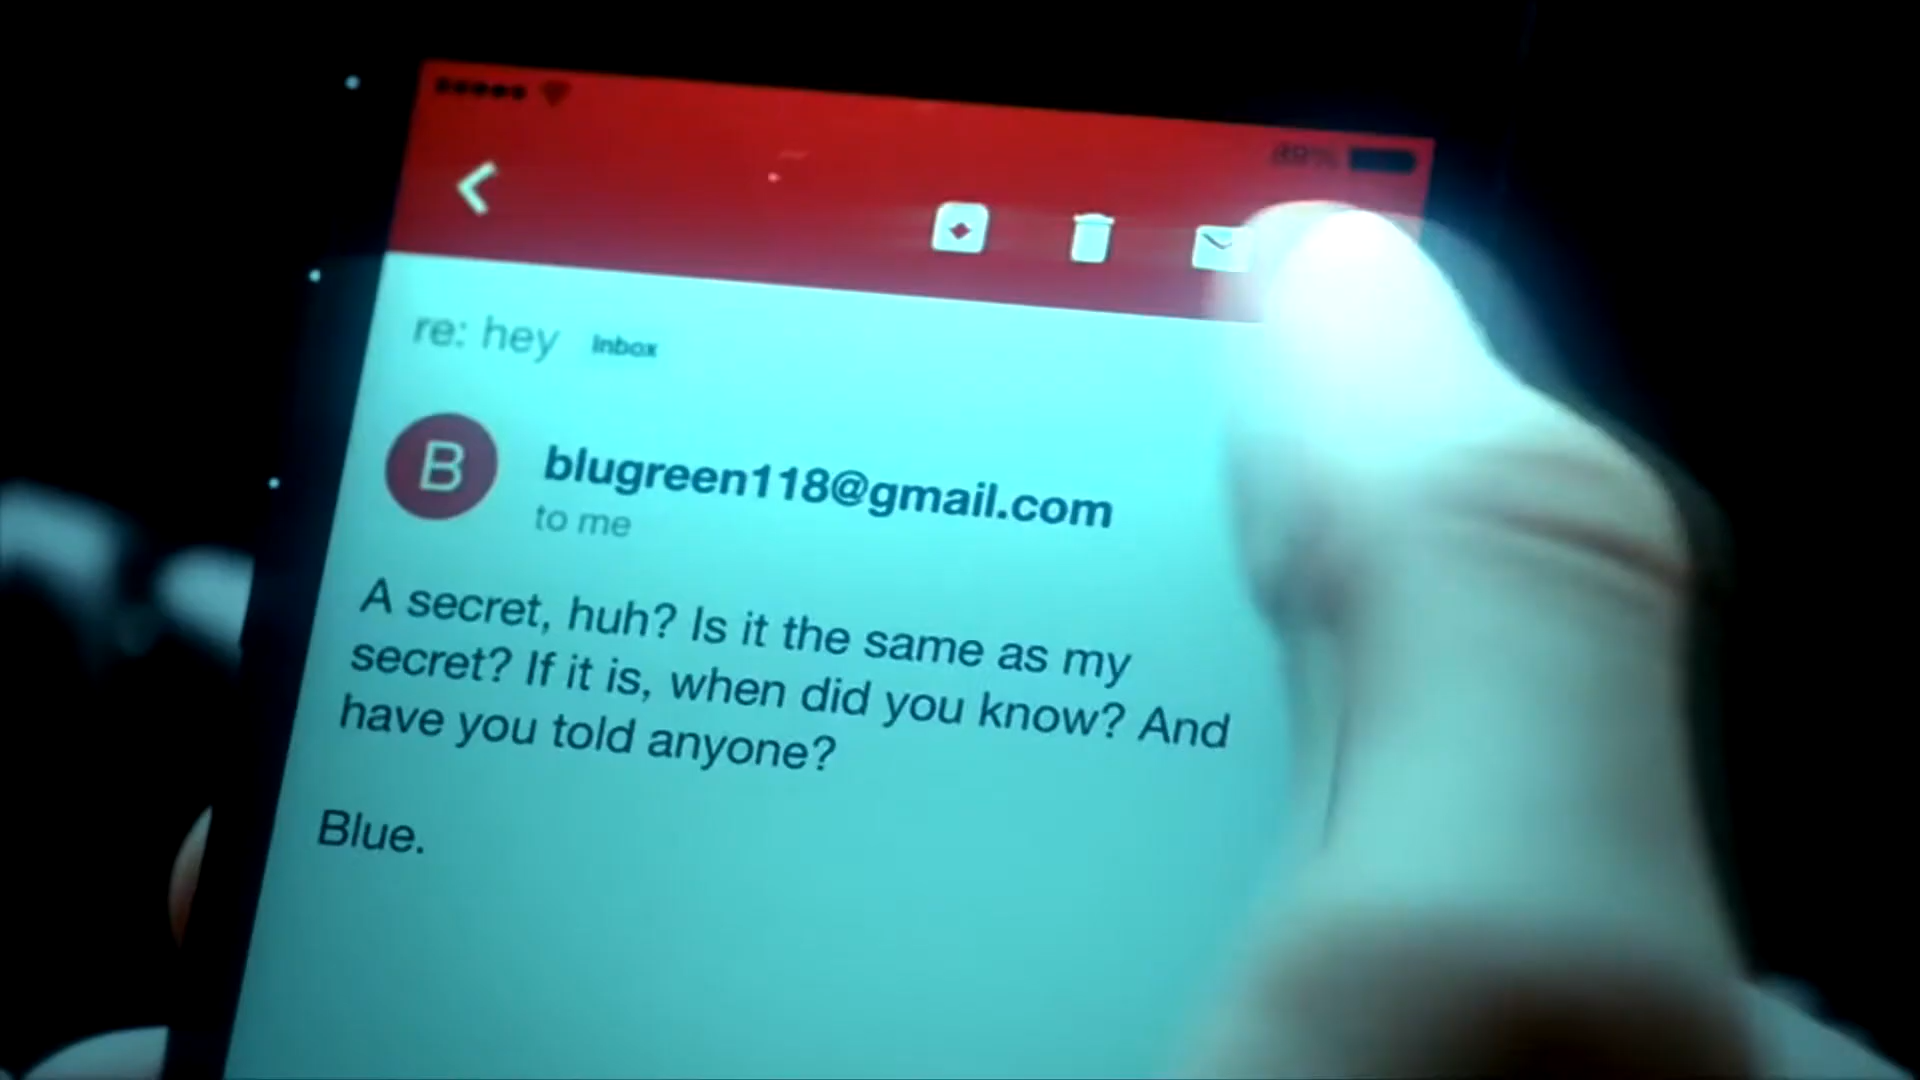 re: hey Inbox
B
blugreen118@gmail.com
to me
A secret, huh? Is it the same as my
secret? If it is, when did you know? And
have you told anyone?
Blue.